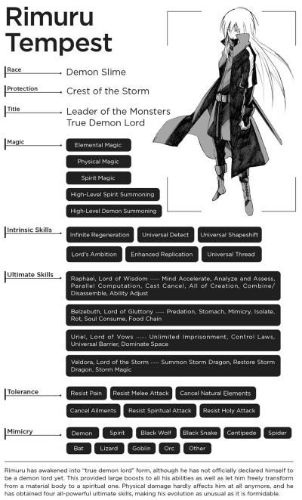 Rimuru
Tempest
Race
Demon Slime
Protection
Crest of the Storm
Title
Leader of the Monsters
True Demon Lord
Magic
Elemental Magic
Physical Magic
Spirit Magic
High-Level Spirit Summoning
High-Level Demon Summoning
Intrinsic Skills
Infinite Regeneration
Universal Detect
Universal Shapeshift
Lord's Ambition
Enhanced Replication
Universal Thread
Ultimate Skills
Raphael, Lord of Wisdom — Mind Accelerate, Analyze and Assess,
Parallel Computation, Cast Cancel, All of Creation, Combine/
Disassemble, Ability Adjust
Belzebuth, Lord of Gluttony — Predation, Stomach, Mimicry, Isolate,
Rot, Soul Consume, Food Chain
Uriel, Lord of Vows — Unlimited Imprisonment, Control Laws,
Universal Barrier, Dominate Space
Veldora, Lord of the Storm — Summon Storm Dragon, Restore Storm
Dragon, Storm Magic
Tolerance
Resist Pain
Resist Melee Attack
Cancel Natural Elements
Cancel Ailments
Resist Spiritual Attack
Resist Holy Attack
Mimicry
Demon
Spirit
Black Wolf
Black Snake
Centipede
Spider
Bat
Lizard
Goblin
Orc
Other
Rimuru has awakened into "true demon lord" form, although he has not officially declared himself to
be a demon lord yet. This provided large boosts to all his abilities as well as let him freely transform
from a material body to a spiritual one. Physical damage hardly affects him at all anymore, and he
has obtained four all-powerful ultimate skills, making his evolution as unusual as it is formidable.